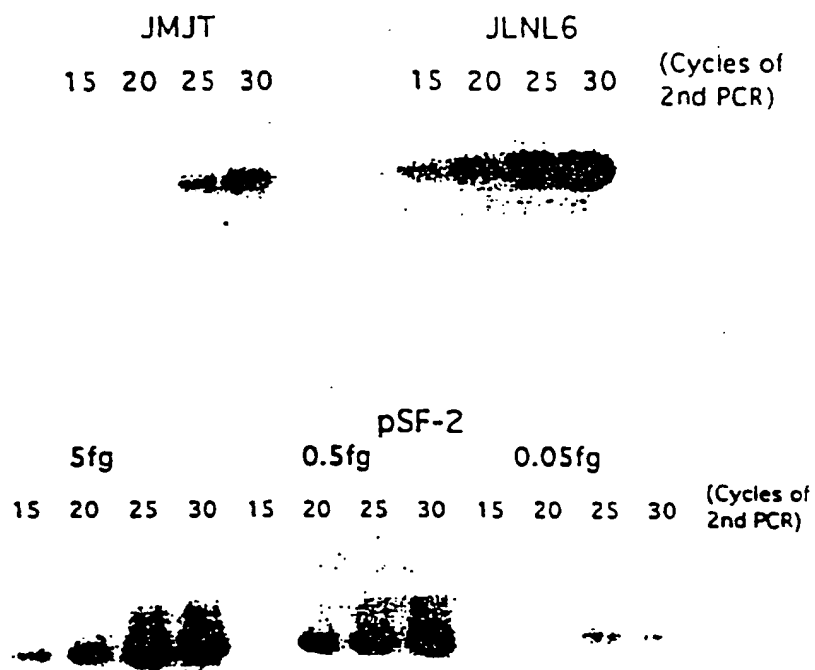 JMJT JLNL6
15 20 25 30 15 20 25 30 (Cycles of
2nd PCR)
pSF-2
5fg 0.5fg 0.05fg
15 20 25 30 15 20 25 30 15 20 25 30 (Cycles of
2nd PCR)